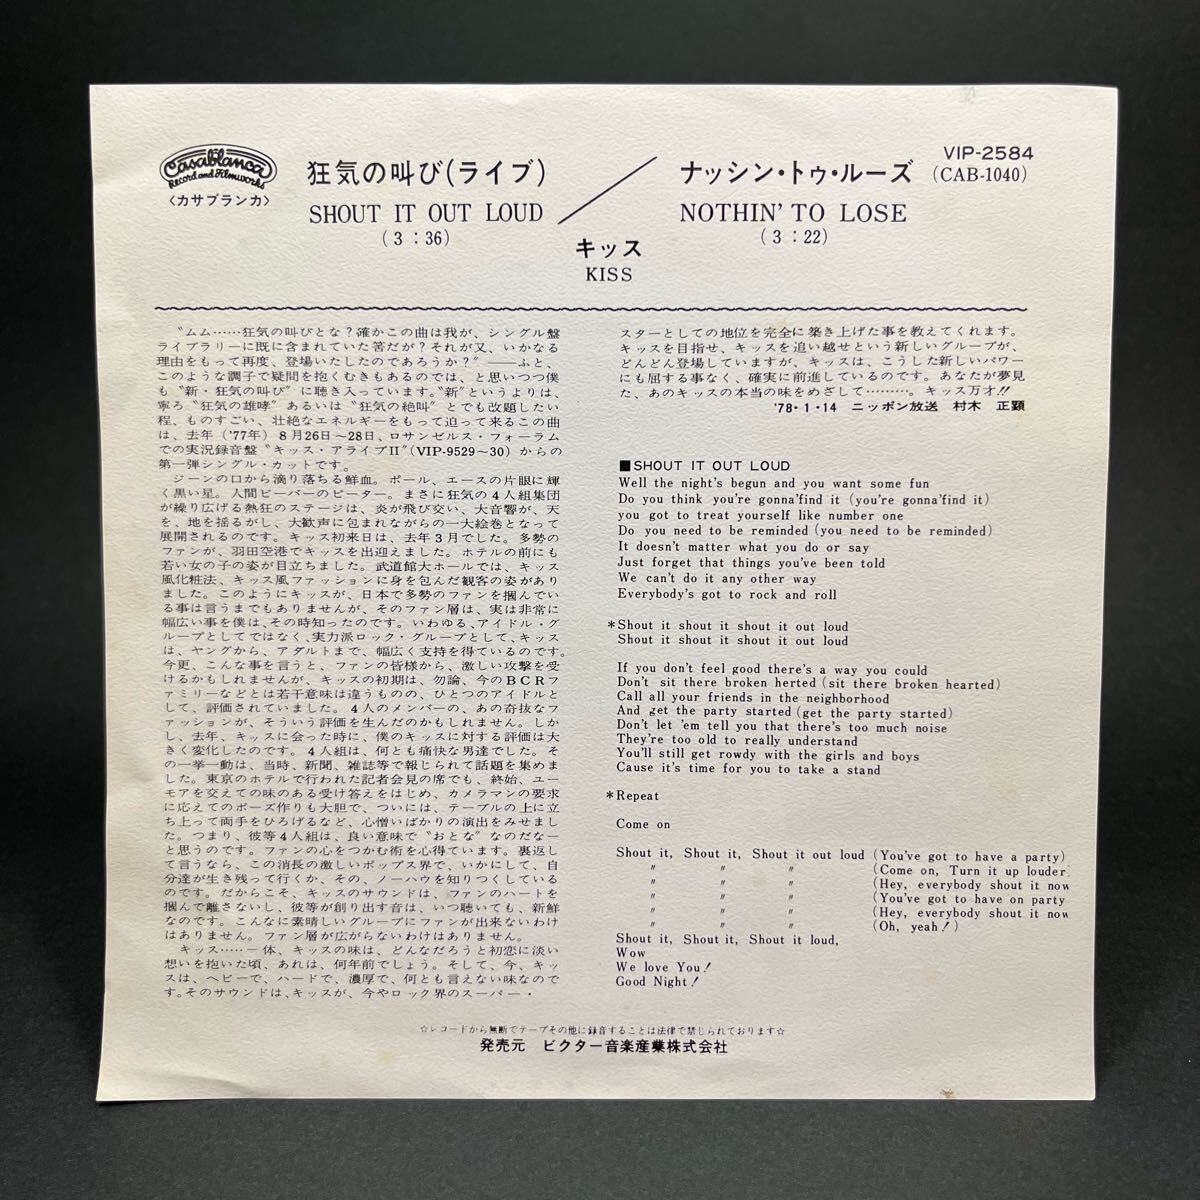 Casablanca
Record and Filmworks
〈カサブランカ〉
狂気の叫び(ライブ)
SHOUT IT OUT LOUD
(3:36)
キッス
KISS
ナッシン・トゥ・ルーズ
NOTHIN' TO LOSE
(3:22)
VIP-2584
(CAB-1040)
〝ムム……狂気の叫びとな?確かこの曲は我が、シングル盤
ライブラリーに既に含まれていた筈だが?それが又、いかなる
理由をもって再度、登場いたしたのであろうか?〟――ふと、
このような調子で疑問を抱くむきもあるのでは、と思いつつ僕
も〝新・狂気の叫び〟に聴き入っています。〝新〟というよりは、
寧ろ〝狂気の雄哮〟あるいは〝狂気の絶叫〟とでも改題したい
程、ものすごい、壮絶なエネルギーをもって迫って来るこの曲
は、去年('77年)8月26日〜28日、ロサンゼルス・フォーラム
での実況録音盤〝キッス・アライブII〟(VIP-9529〜30)からの
第一弾シングル・カットです。
ジーンの口から滴り落ちる鮮血。ポール、エースの片眼に輝
く黒い星。人間ビーバーのピーター。まさに狂気の4人組集団
が繰り広げる熱狂のステージは、炎が飛び交い、大音響が、天
を、地を揺るがし、大歓声に包まれながらの一大絵巻となって
展開されるのです。キッス初来日は、去年3月でした。多勢の
ファンが、羽田空港でキッスを出迎えました。ホテルの前にも
若い女の子の姿が目立ちました。武道館大ホールでは、キッス
風化粧法、キッス風ファッションに身を包んだ観客の姿があり
ました。このようにキッスが、日本で多勢のファンを掴んでい
る事は言うまでもありませんが、そのファン層は、実は非常に
幅広い事を僕は、その時知ったのです。いわゆる、アイドル・グ
ループとしてではなく、実力派ロック・グループとして、キッス
は、ヤングから、アダルトまで、幅広く支持を得ているのです。
今更、こんな事を言うと、ファンの皆様から、激しい攻撃を受
けるかもしれませんが、キッスの初期は、勿論、今のBCRフ
ァミリーなどとは若干意味は違うものの、ひとつのアイドルと
して、評価されていました。4人のメンバーの、あの奇抜なフ
ァッションが、そういう評価を生んだのかもしれません。しか
し、去年、キッスに会った時に、僕のキッスに対する評価は大
きく変化したのです。4人組は、何とも痛快な男達でした。そ
の一挙一動は、当時、新聞、雑誌等で報じられて話題を集めま
した。東京のホテルで行われた記者会見の席でも、終始、ユー
モアを交えての味のある受け答えをはじめ、カメラマンの要求
に応えてのポーズ作りも大胆で、ついには、テーブルの上に立
ち上って両手をひろげるなど、心憎いばかりの演出をみせまし
た。つまり、彼等4人組は、良い意味で〝おとな〟なのだなー
と思うのです。ファンの心をつかむ術を心得ています。裏返し
て言うなら、この消長の激しいポップス界で、いかにして、自
分達が生き残って行くか、その、ノーハウを知りつくしている
のです。だからこそ、キッスのサウンドは、ファンのハートを
掴んで離さないし、彼等が創り出す音は、いつ聴いても、新鮮
なのです。こんなに素晴しいグループにファンが出来ないわけ
はありません。ファン層が広がらないわけはありません。
キッス……一体、キッスの味は、どんなだろうと初恋に淡い
想いを抱いた頃、あれは、何年前でしょう。そして、今、キッ
スは、ヘビーで、ハードで、濃厚で、何とも言えない味なので
す。そのサウンドは、キッスが、今やロック界のスーパー・
スターとしての地位を完全に築き上げた事を教えてくれます。
キッスを目指せ、キッスを追い越せという新しいグループが、
どんどん登場していますが、キッスは、こうした新しいパワー
にも屈する事なく、確実に前進しているのです。あなたが夢見
た、あのキッスの本当の味をめざして………。キッス万才!!
'78・1・14 ニッポン放送 村木 正顕
■SHOUT IT OUT LOUD
Well the night's begun and you want some fun
Do you think you're gonna'find it (you're gonna'find it)
you got to treat yourself like number one
Do you need to be reminded (you need to be reminded)
It doesn't matter what you do or say
Just forget that things you've been told
We can't do it any other way
Everybody's got to rock and roll
*Shout it shout it shout it out loud
Shout it shout it shout it out loud
If you don't feel good there's a way you could
Don't sit there broken herted (sit there broken hearted)
Call all your friends in the neighborhood
And get the party started (get the party started)
Don't let 'em tell you that there's too much noise
They're too old to really understand
You'll still get rowdy with the girls and boys
Cause it's time for you to take a stand
*Repeat
Come on
Shout it, Shout it, Shout it out loud (You've got to have a party)
〃 〃 〃 (Come on, Turn it up louder
〃 〃 〃 (Hey, everybody shout it now
〃 〃 〃 (You've got to have on party
〃 〃 〃 (Hey, everybody shout it now
〃 〃 〃 (Oh, yeah!)
Shout it, Shout it, Shout it loud,
Wow
We love You!
Good Night!
☆レコードから無断でテープその他に録音することは法律で禁じられております☆
発売元 ビクター音楽産業株式会社